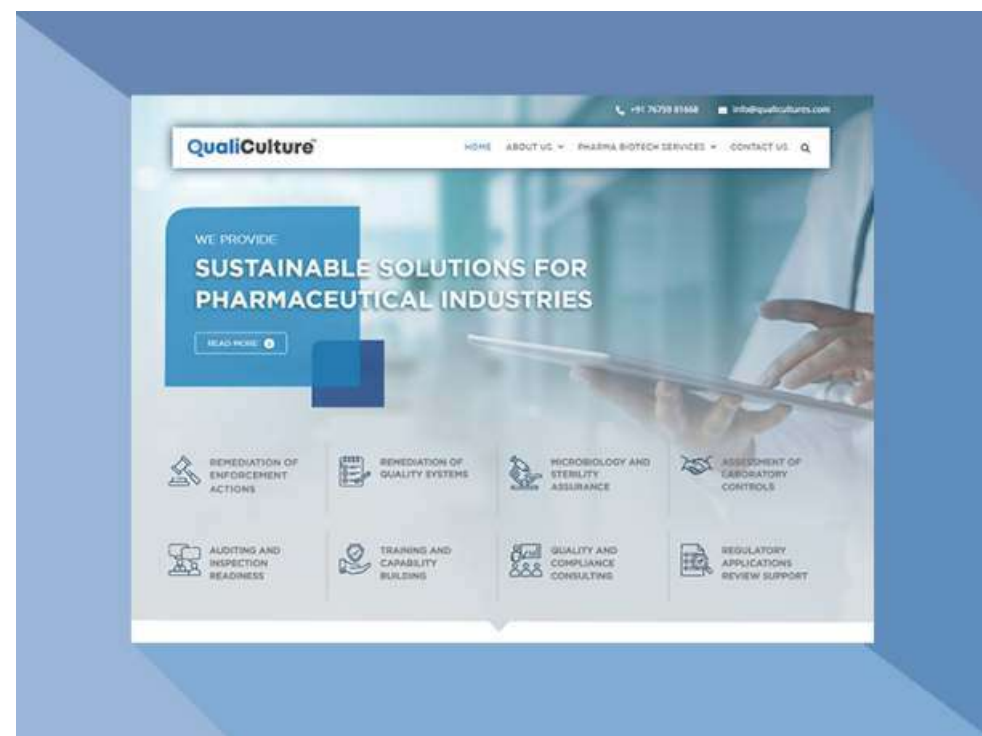 +91 76759 81668 info@qualicultures.com
QualiCulture™
HOME ABOUT US PHARMA BIOTECH SERVICES CONTACT US
WE PROVIDE
SUSTAINABLE SOLUTIONS FOR
PHARMACEUTICAL INDUSTRIES
READ MORE
REMEDIATION OF
ENFORCEMENT
ACTIONS
REMEDIATION OF
QUALITY SYSTEMS
MICROBIOLOGY AND
STERILITY
ASSURANCE
ASSESSMENT OF
LABORATORY
CONTROLS
AUDITING AND
INSPECTION
READINESS
TRAINING AND
CAPABILITY
BUILDING
QUALITY AND
COMPLIANCE
CONSULTING
REGULATORY
APPLICATIONS
REVIEW SUPPORT